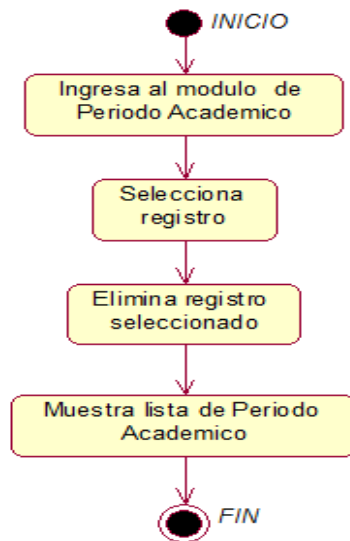 INICIO
Ingresa al modulo de
Periodo Academico
Selecciona
registro
Elimina registro
seleccionado
Muestra lista de Periodo
Academico
FIN